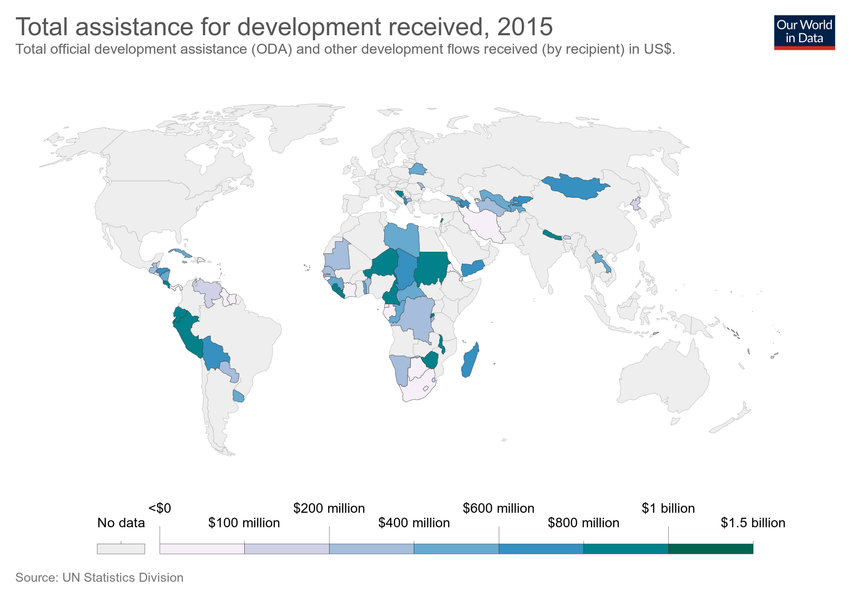 Total assistance for development received, 2015
Our World
in Data
Total official development assistance (ODA) and other development flows received (by recipient) in US$.
<$0 $200 million $600 million $1 billion
No data $100 million $400 million $800 million $1.5 billion
Source: UN Statistics Division